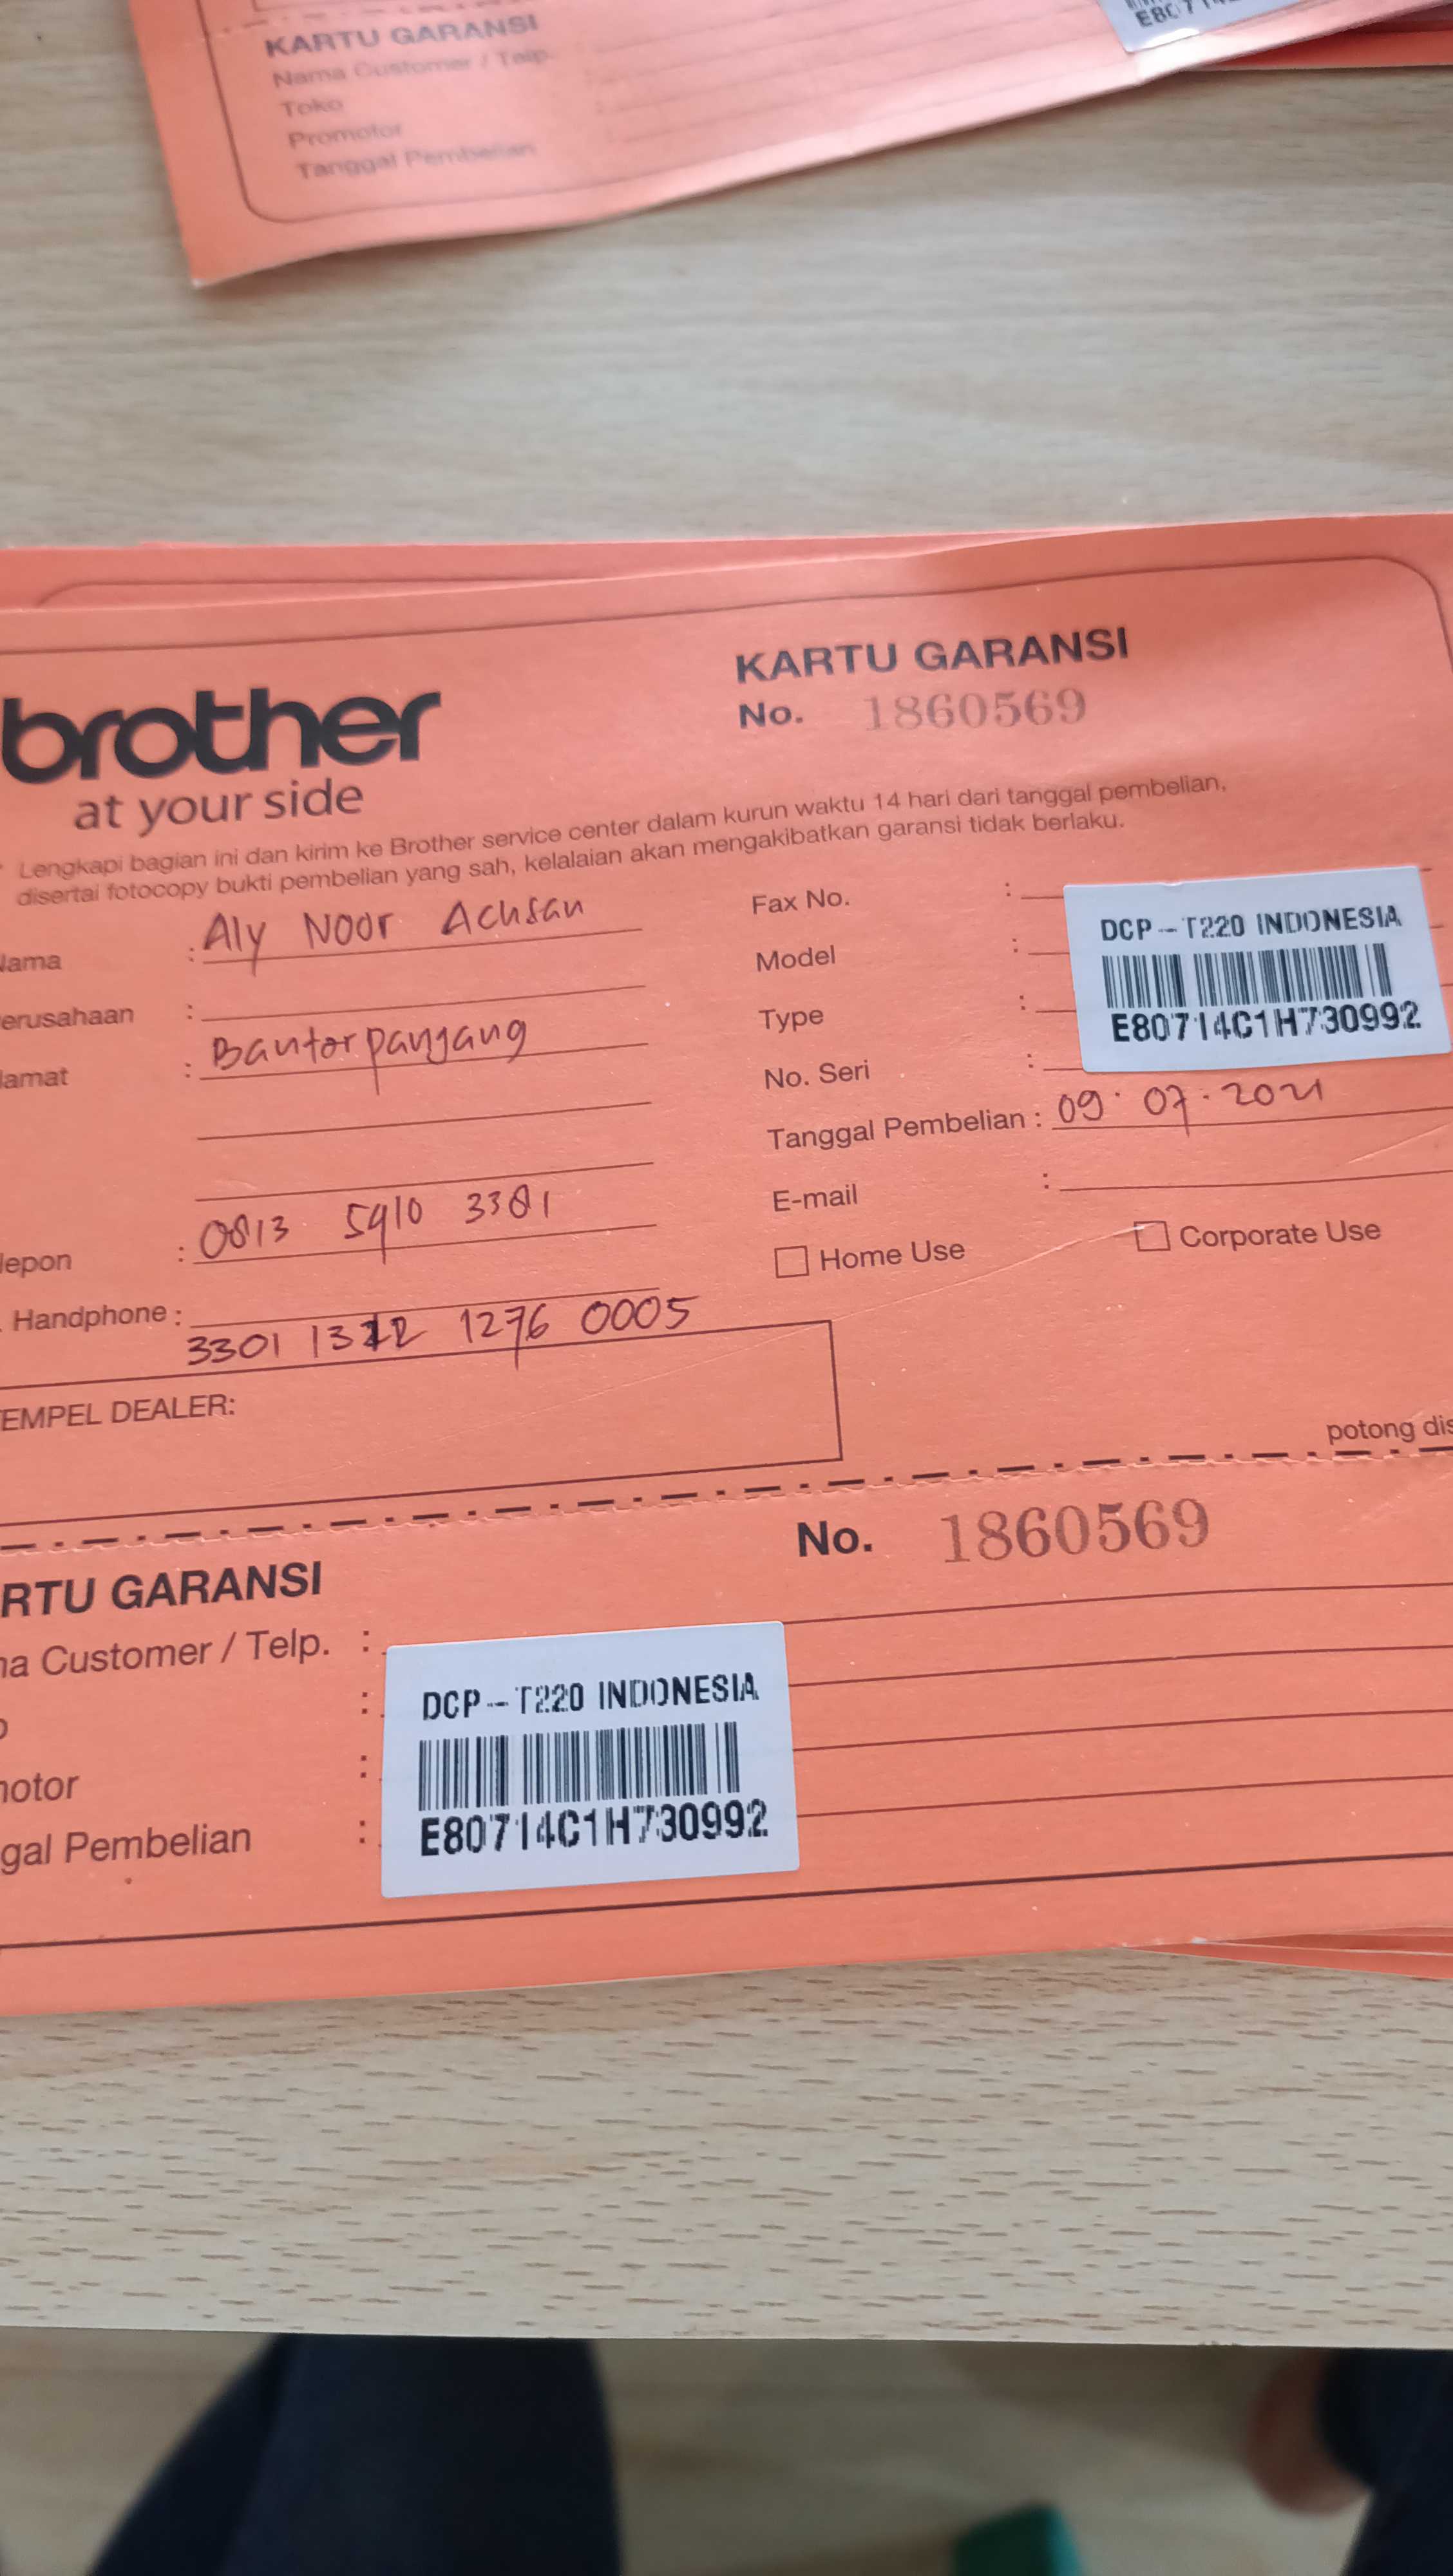 KARTU GARANSI
Nama Customer / Telp.
Toko
Promotor
Tanggal Pembelian
brother
at your side
KARTU GARANSI
No. 1860569
Lengkapi bagian ini dan kirim ke Brother service center dalam kurun waktu 14 hari dari tanggal pembelian,
disertai fotocopy bukti pembelian yang sah, kelalaian akan mengakibatkan garansi tidak berlaku.
ama : Aly Noor Achsan
erusahaan :
lamat : Bantarpanjang
lepon : 0813 5910 3381
Handphone :
3301 1312 1276 0005
EMPEL DEALER:
Fax No. :
Model :
Type :
No. Seri :
DCP-T220 INDONESIA
E80714C1H730992
Tanggal Pembelian : 09.07.2021
E-mail :
Home Use
Corporate Use
potong dis
RTU GARANSI
No. 1860569
a Customer / Telp. :
:
otor :
gal Pembelian :
DCP-T220 INDONESIA
E80714C1H730992